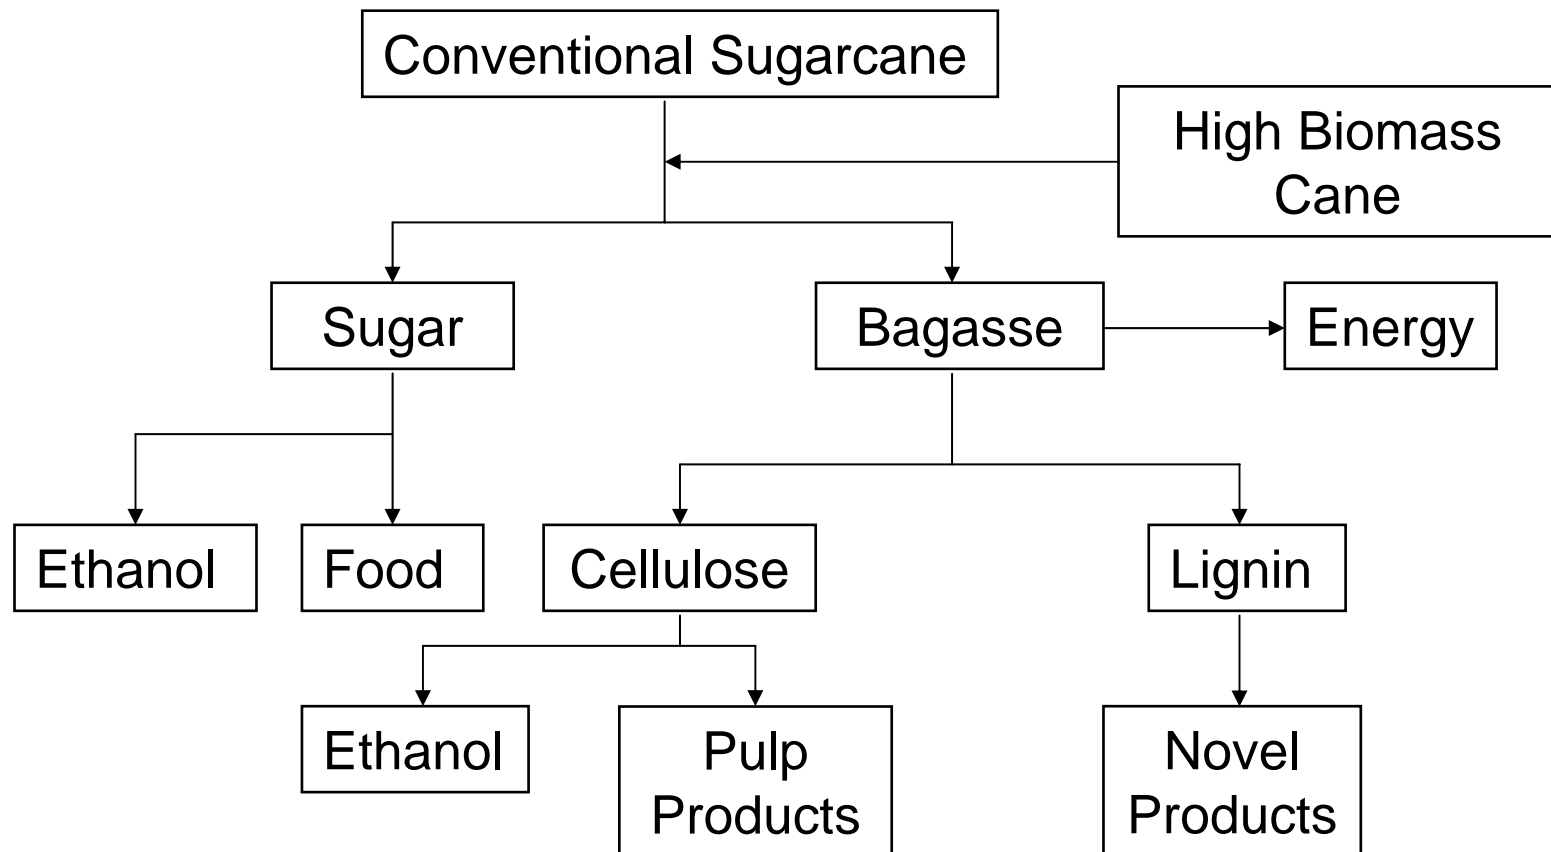 Conventional Sugarcane
High Biomass
Cane
Sugar
Bagasse
Energy
Ethanol
Food
Cellulose
Lignin
Ethanol
Pulp
Products
Novel
Products